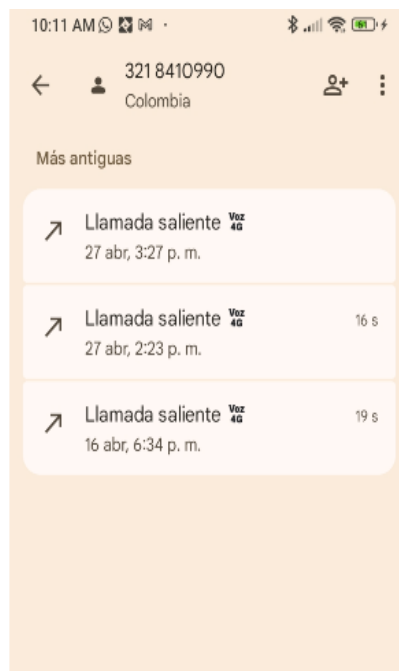 10:11 AM
61
321 8410990
Colombia
Más antiguas
Llamada saliente Voz 4G
27 abr, 3:27 p. m.
Llamada saliente Voz 4G
16 s
27 abr, 2:23 p. m.
Llamada saliente Voz 4G
19 s
16 abr, 6:34 p. m.